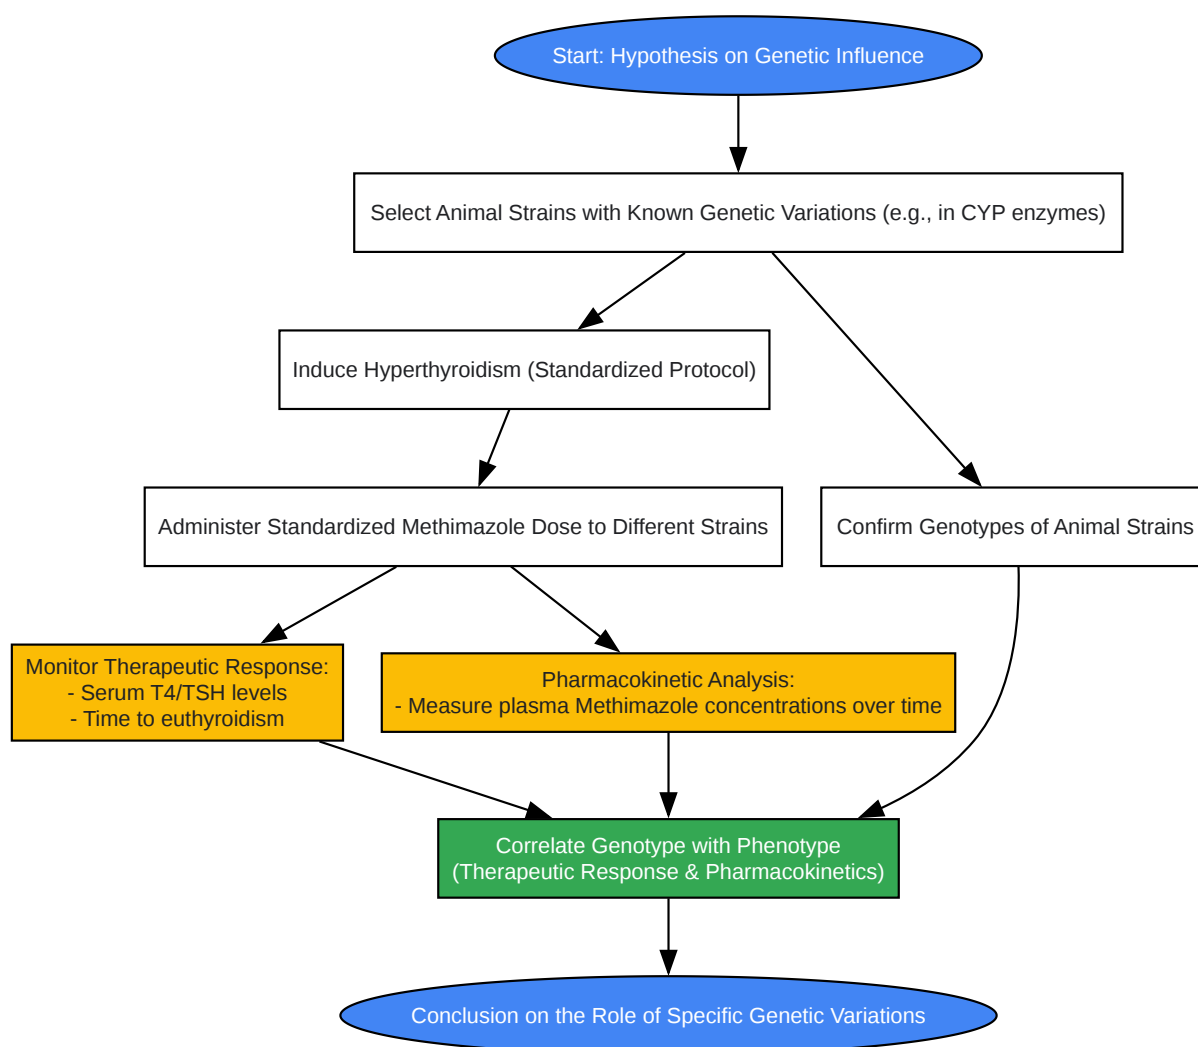 Start: Hypothesis on Genetic Influence
Select Animal Strains with Known Genetic Variations (e.g., in CYP enzymes)
Induce Hyperthyroidism (Standardized Protocol)
Administer Standardized Methimazole Dose to Different Strains
Confirm Genotypes of Animal Strains
Monitor Therapeutic Response:
- Serum T4/TSH levels
- Time to euthyroidism
Pharmacokinetic Analysis:
- Measure plasma Methimazole concentrations over time
Correlate Genotype with Phenotype
(Therapeutic Response & Pharmacokinetics)
Conclusion on the Role of Specific Genetic Variations